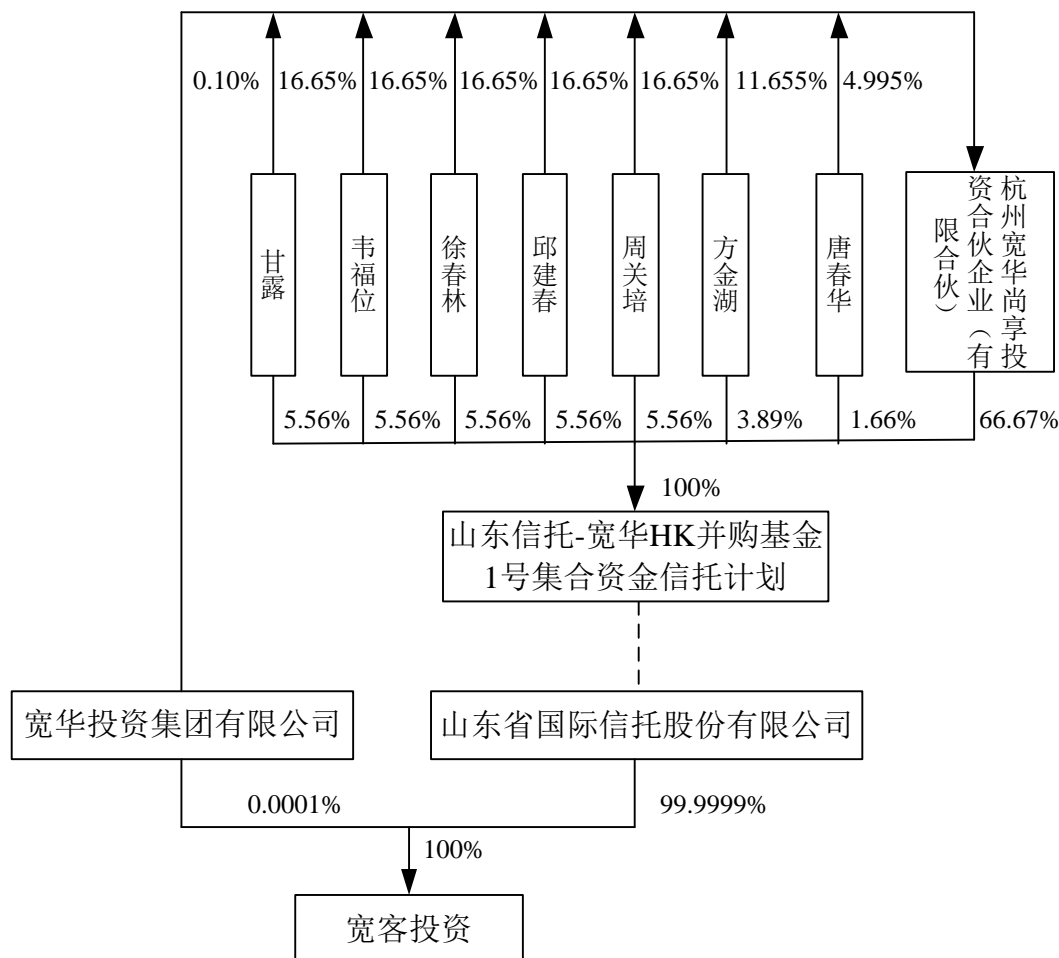 0.10%
16.65%
16.65%
16.65%
16.65%
16.65%
11.655%
4.995%
甘露
韦福位
徐春林
邱建春
周关培
方金湖
唐春华
杭州宽华尚享投
资合伙企业（有
限合伙）
5.56%
5.56%
5.56%
5.56%
5.56%
3.89%
1.66%
66.67%
100%
山东信托-宽华HK并购基金
1号集合资金信托计划
宽华投资集团有限公司
山东省国际信托股份有限公司
0.0001%
99.9999%
100%
宽客投资